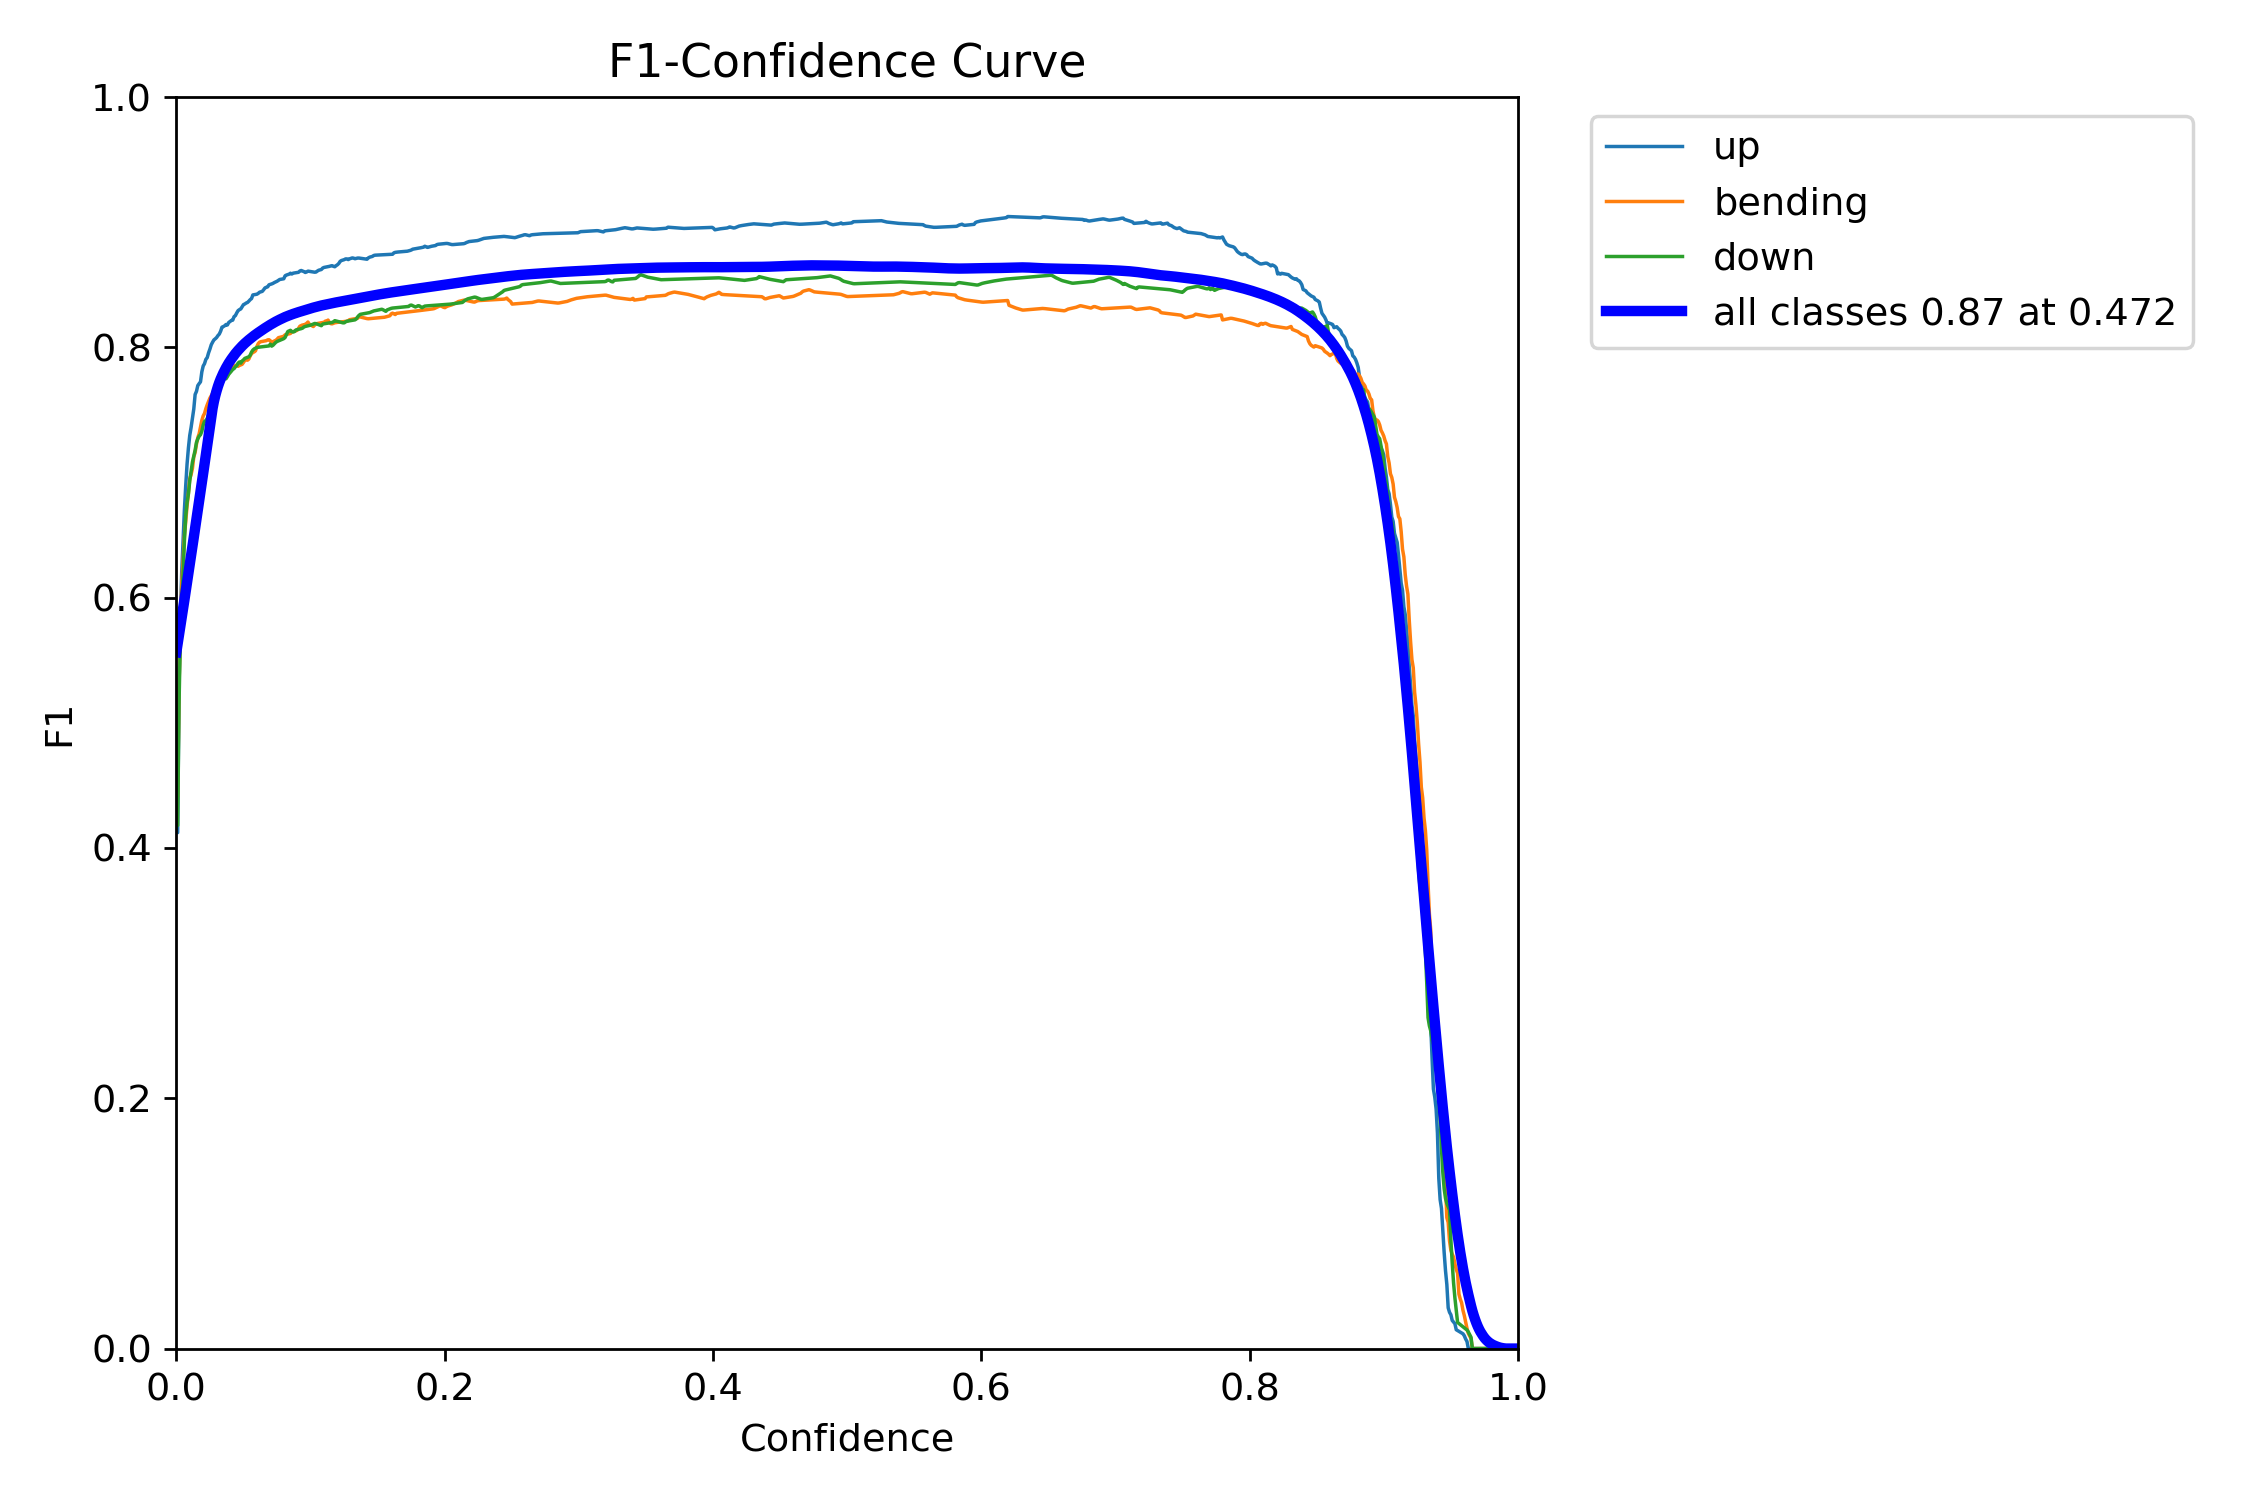 F1-Confidence Curve
1.0
0.8
0.6
0.4
0.2
0.0
F1
0.0 0.2 0.4 0.6 0.8 1.0
Confidence
up
bending
down
all classes 0.87 at 0.472